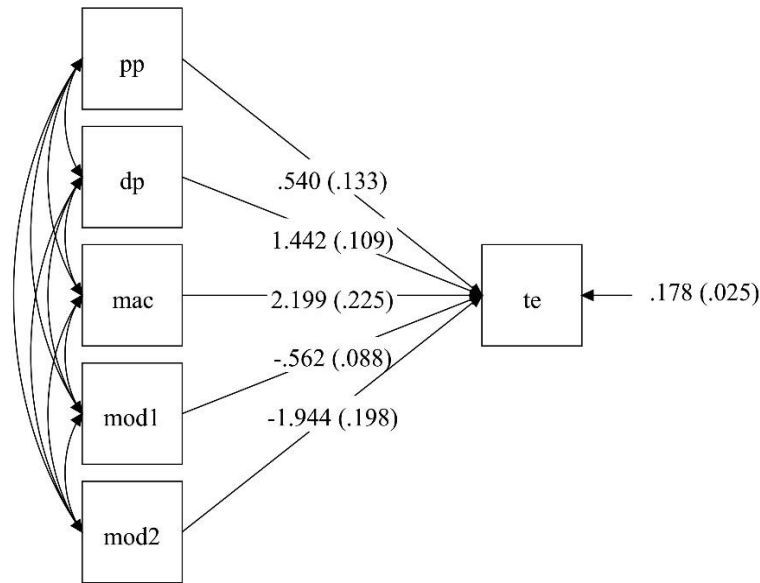 pp
dp
mac
mod1
mod2
.540 (.133)
1.442 (.109)
2.199 (.225)
-.562 (.088)
-1.944 (.198)
te
.178 (.025)